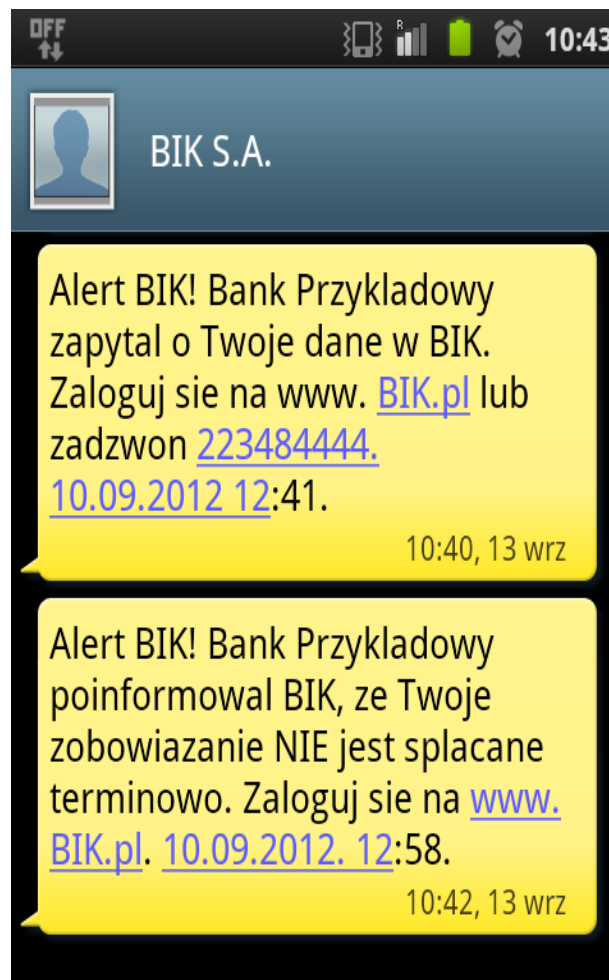 OFF
R
10:43
BIK S.A.
Alert BIK! Bank Przykladowy
zapytal o Twoje dane w BIK.
Zaloguj sie na www. BIK.pl lub
zadzwon 223484444.
10.09.2012 12:41.
10:40, 13 wrz
Alert BIK! Bank Przykladowy
poinformowal BIK, ze Twoje
zobowiazanie NIE jest splacane
terminowo. Zaloguj sie na www.
BIK.pl. 10.09.2012. 12:58.
10:42, 13 wrz